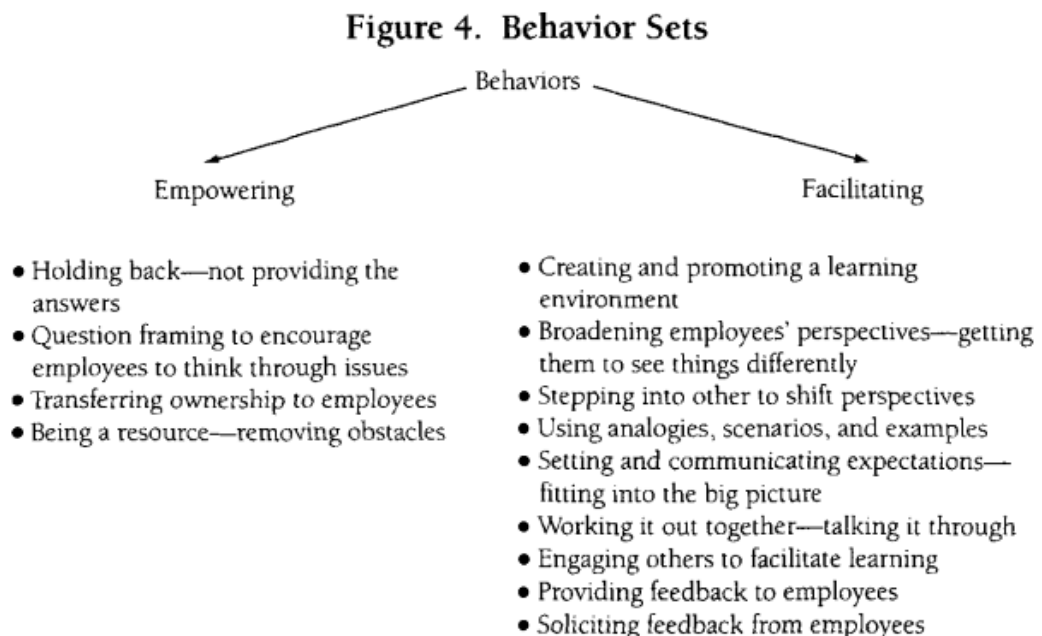 Figure 4. Behavior Sets
Behaviors
Empowering
Facilitating
• Holding back—not providing the
answers
• Question framing to encourage
employees to think through issues
• Transferring ownership to employees
• Being a resource—removing obstacles
• Creating and promoting a learning
environment
• Broadening employees' perspectives—getting
them to see things differently
• Stepping into other to shift perspectives
• Using analogies, scenarios, and examples
• Setting and communicating expectations—
fitting into the big picture
• Working it out together—talking it through
• Engaging others to facilitate learning
• Providing feedback to employees
• Soliciting feedback from employees